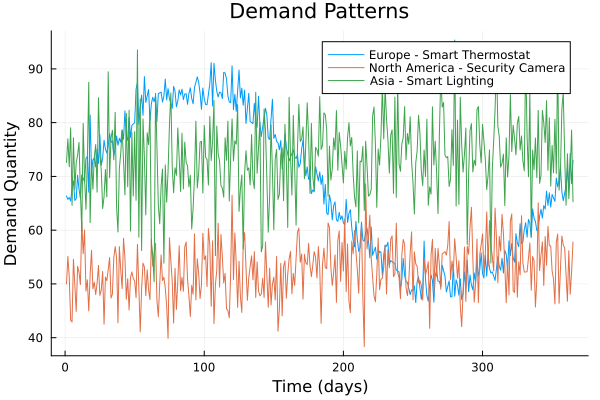 Demand Patterns
Europe - Smart Thermostat
North America - Security Camera
Asia - Smart Lighting
Demand Quantity
90
80
70
60
50
40
0
100
200
300
Time (days)